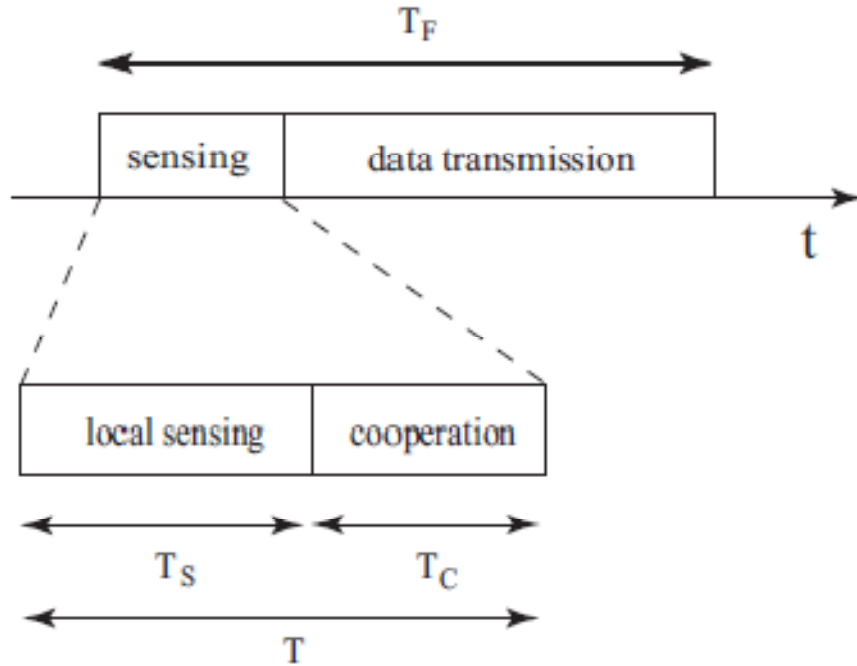 T_F
sensing data transmission
t
local sensing cooperation
T_S T_C
T